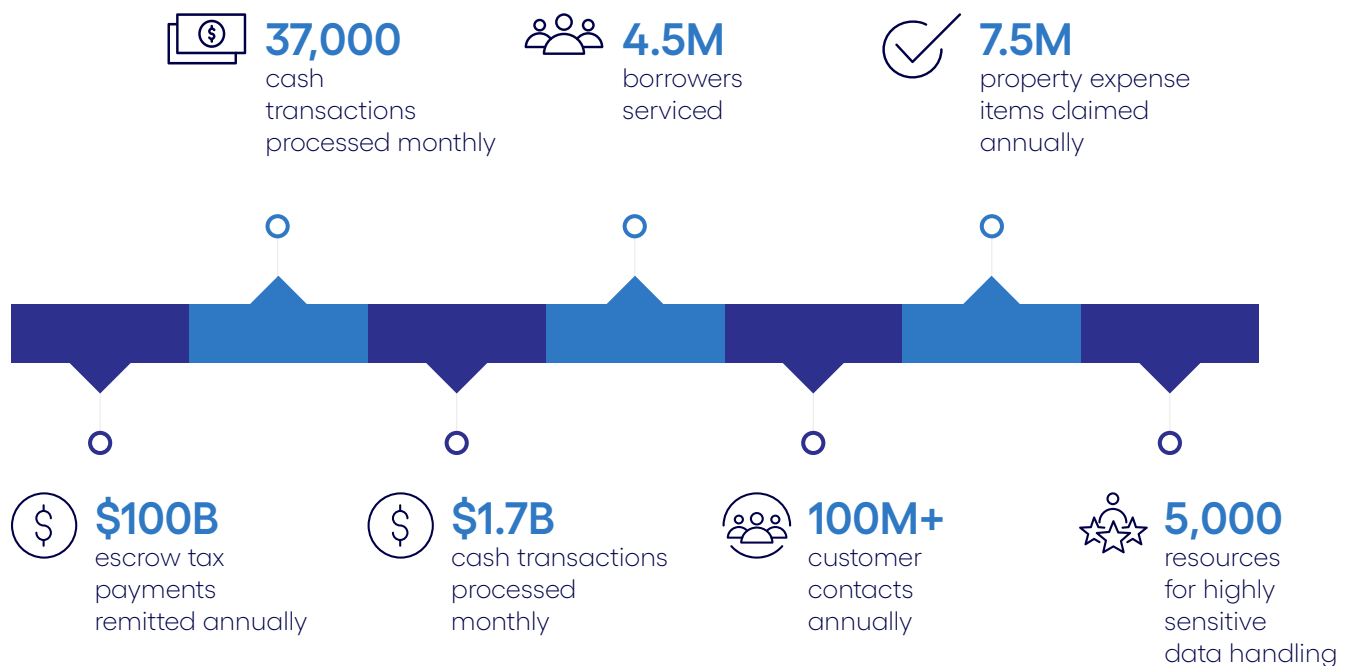 37,000
cash
transactions
processed monthly
4.5M
borrowers
serviced
7.5M
property expense
items claimed
annually
$100B
escrow tax
payments
remitted annually
$1.7B
cash transactions
processed
monthly
100M+
customer
contacts
annually
5,000
resources
for highly
sensitive
data handling